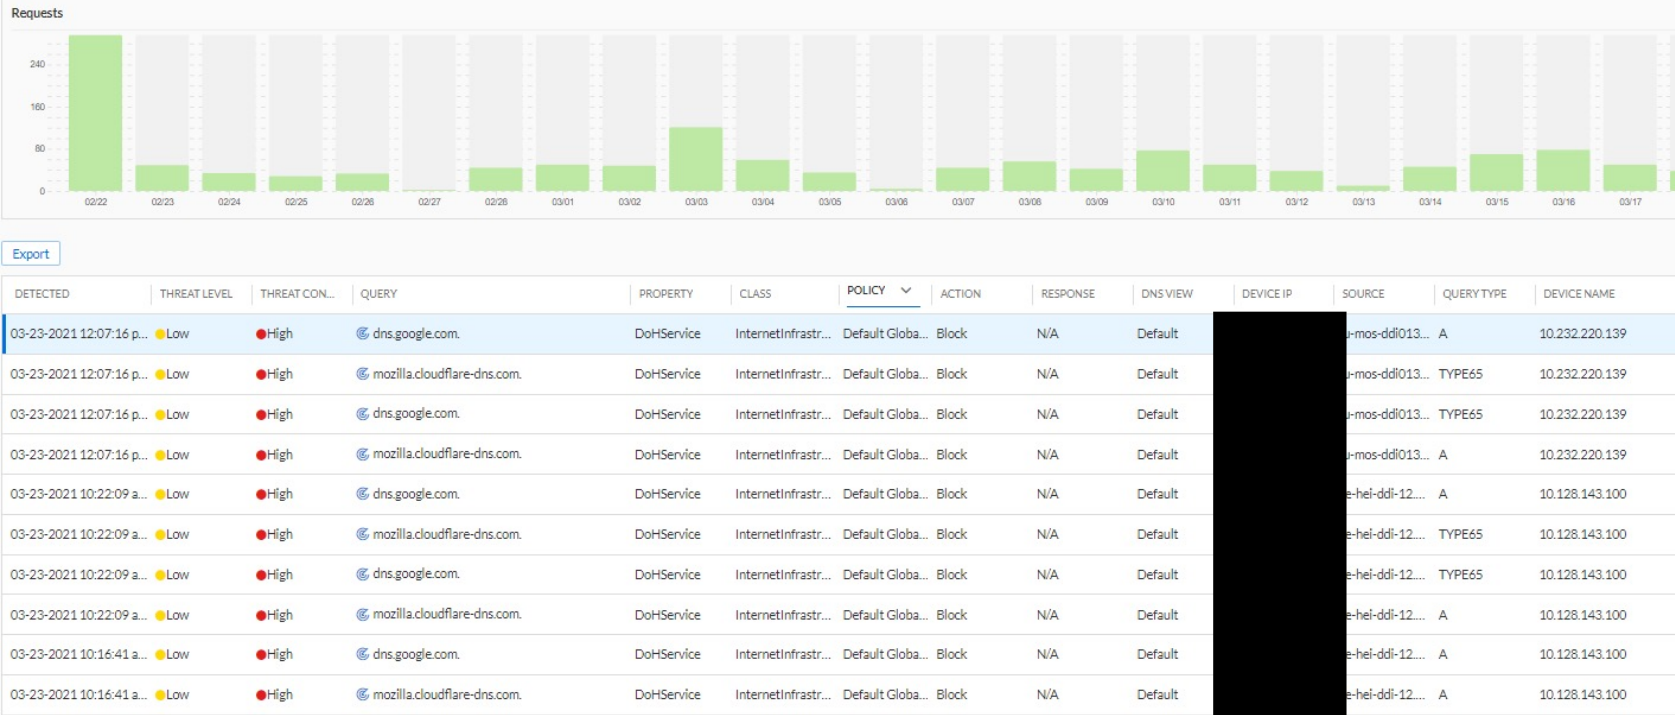 Requests
240
160
80
0
02/22 02/23 02/24 02/25 02/26 02/27 02/28 03/01 03/02 03/03 03/04 03/05 03/06 03/07 03/08 03/09 03/10 03/11 03/12 03/13 03/14 03/15 03/16 03/17
Export
DETECTED THREAT LEVEL THREAT CON... QUERY PROPERTY CLASS POLICY ACTION RESPONSE DNS VIEW DEVICE IP SOURCE QUERY TYPE DEVICE NAME
03-23-2021 12:07:16 p... Low High dns.google.com. DoHService InternetInfrastr... Default Globa... Block N/A Default -mos-ddi013... A 10.232.220.139
03-23-2021 12:07:16 p... Low High mozilla.cloudflare-dns.com. DoHService InternetInfrastr... Default Globa... Block N/A Default -mos-ddi013... TYPE65 10.232.220.139
03-23-2021 12:07:16 p... Low High dns.google.com. DoHService InternetInfrastr... Default Globa... Block N/A Default -mos-ddi013... TYPE65 10.232.220.139
03-23-2021 12:07:16 p... Low High mozilla.cloudflare-dns.com. DoHService InternetInfrastr... Default Globa... Block N/A Default -mos-ddi013... A 10.232.220.139
03-23-2021 10:22:09 a... Low High dns.google.com. DoHService InternetInfrastr... Default Globa... Block N/A Default e-hei-ddi-12.... A 10.128.143.100
03-23-2021 10:22:09 a... Low High mozilla.cloudflare-dns.com. DoHService InternetInfrastr... Default Globa... Block N/A Default e-hei-ddi-12.... TYPE65 10.128.143.100
03-23-2021 10:22:09 a... Low High dns.google.com. DoHService InternetInfrastr... Default Globa... Block N/A Default e-hei-ddi-12.... TYPE65 10.128.143.100
03-23-2021 10:22:09 a... Low High mozilla.cloudflare-dns.com. DoHService InternetInfrastr... Default Globa... Block N/A Default e-hei-ddi-12.... A 10.128.143.100
03-23-2021 10:16:41 a... Low High dns.google.com. DoHService InternetInfrastr... Default Globa... Block N/A Default e-hei-ddi-12.... A 10.128.143.100
03-23-2021 10:16:41 a... Low High mozilla.cloudflare-dns.com. DoHService InternetInfrastr... Default Globa... Block N/A Default e-hei-ddi-12.... A 10.128.143.100